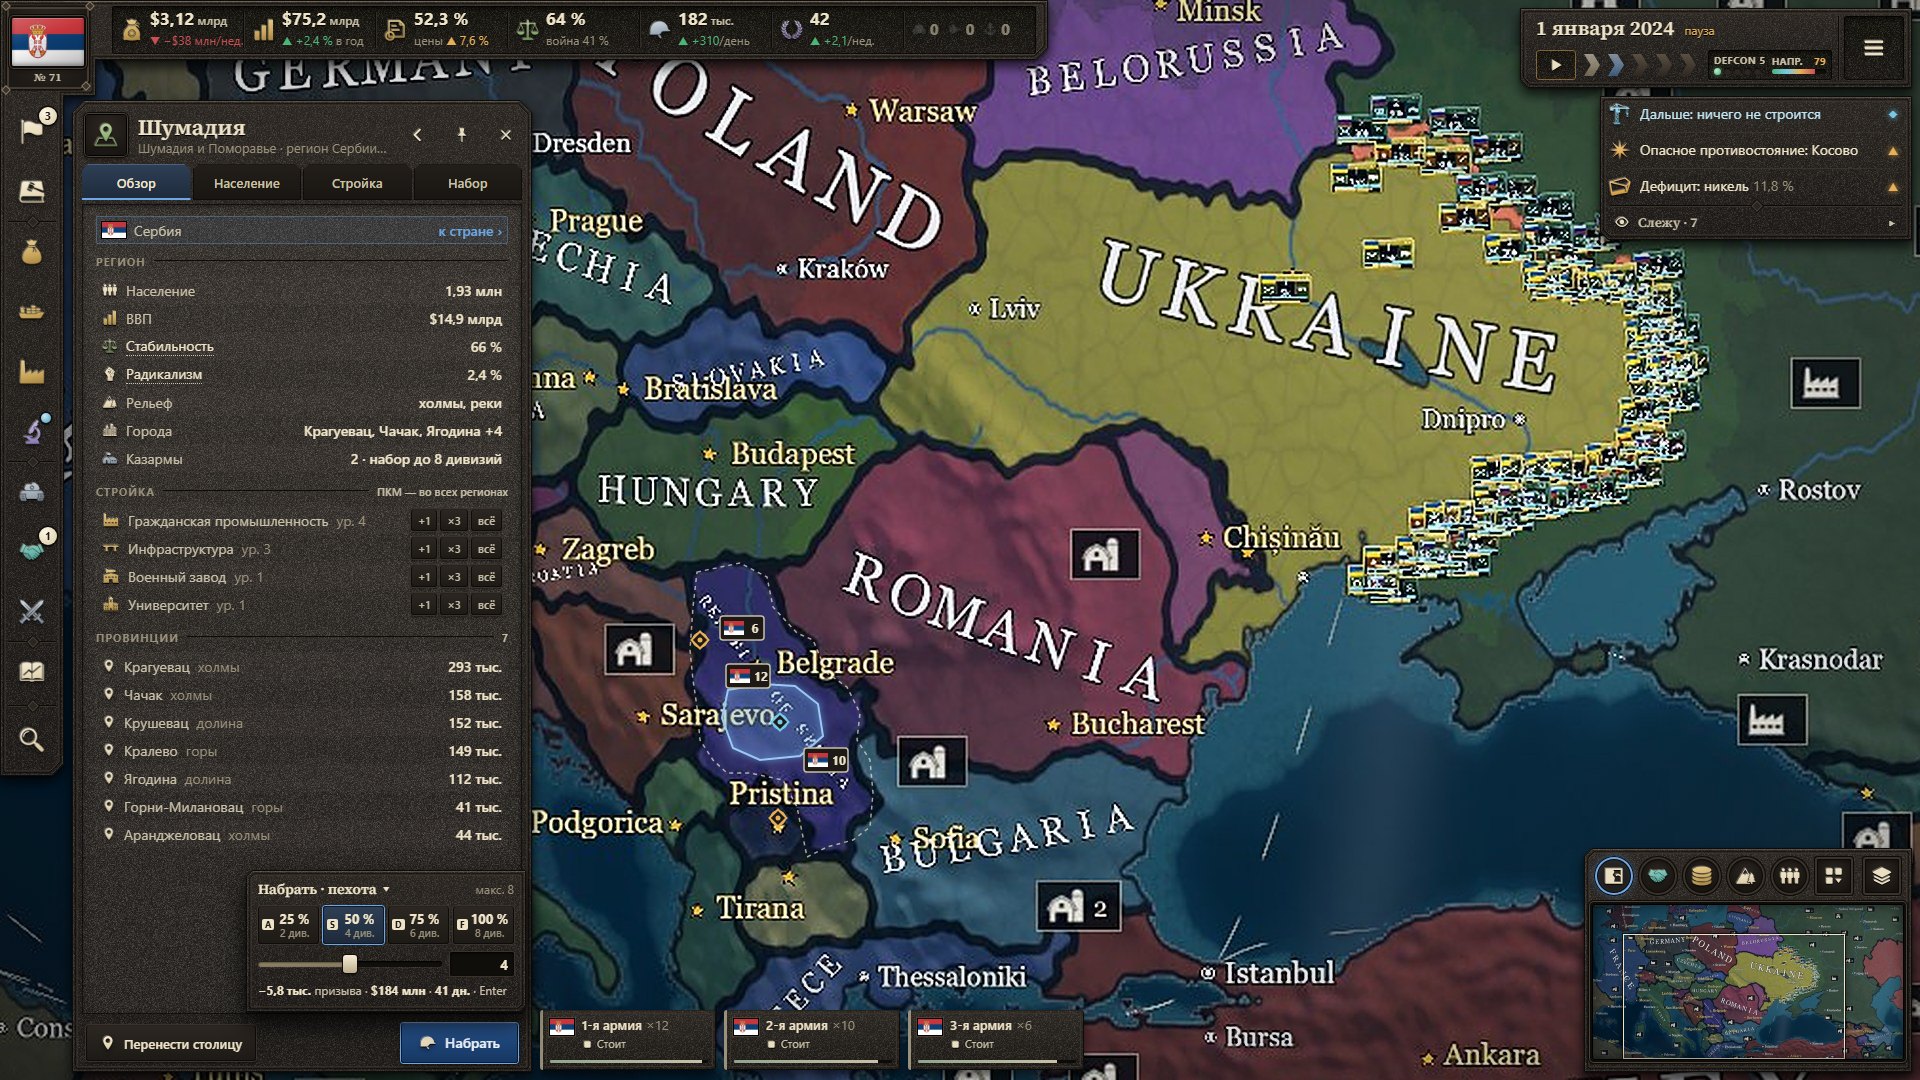 № 71
$3,12 млрд
▼ −$38 млн/нед.
$75,2 млрд
▲ +2,4 % в год
52,3 %
цены ▲ 7,6 %
64 %
война 41 %
182 тыс.
▲ +310/день
42
▲ +2,1/нед.
0 0 0
1 января 2024 пауза
DEFCON 5 НАПР. 79
Дальше: ничего не строится
Опасное противостояние: Косово
Дефицит: никель 11,8 %
Слежу · 7
3
1
Шумадия
Шумадия и Поморавье · регион Сербии...
Обзор
Население
Стройка
Набор
Сербия
к стране ›
РЕГИОН
Население 1,93 млн
ВВП $14,9 млрд
Стабильность 66 %
Радикализм 2,4 %
Рельеф холмы, реки
Города Крагуевац, Чачак, Ягодина +4
Казармы 2 · набор до 8 дивизий
СТРОЙКА ПКМ — во всех регионах
Гражданская промышленность ур. 4 +1 ×3 всё
Инфраструктура ур. 3 +1 ×3 всё
Военный завод ур. 1 +1 ×3 всё
Университет ур. 1 +1 ×3 всё
ПРОВИНЦИИ 7
Крагуевац холмы 293 тыс.
Чачак холмы 158 тыс.
Крушевац долина 152 тыс.
Кралево горы 149 тыс.
Ягодина долина 112 тыс.
Горни-Милановац горы 41 тыс.
Аранджеловац холмы 44 тыс.
Набрать · пехота ▾ макс. 8
A 25 % 2 див.
S 50 % 4 див.
D 75 % 6 див.
F 100 % 8 див.
4
−5,8 тыс. призыва · $184 млн · 41 дн. · Enter
Перенести столицу
Набрать
1-я армия ×12
Стоит
2-я армия ×10
Стоит
3-я армия ×6
Стоит
GERMANY
POLAND
BELORUSSIA
Minsk
Warsaw
Dresden
Prague
ECHIA
Kraków
Lviv
UKRAINE
SLOVAKIA
Bratislava
nna
Budapest
HUNGARY
Dnipro
Rostov
Zagreb
Chișinău
ROMANIA
6
Belgrade
12
Sarajevo
10
Bucharest
Krasnodar
Pristina
Podgorica
Sofia
BULGARIA
Tirana
2
Thessaloniki
EECE
Istanbul
Bursa
Ankara
Cons
GERMANY
POLAND
UKRAINE
ROMANIA